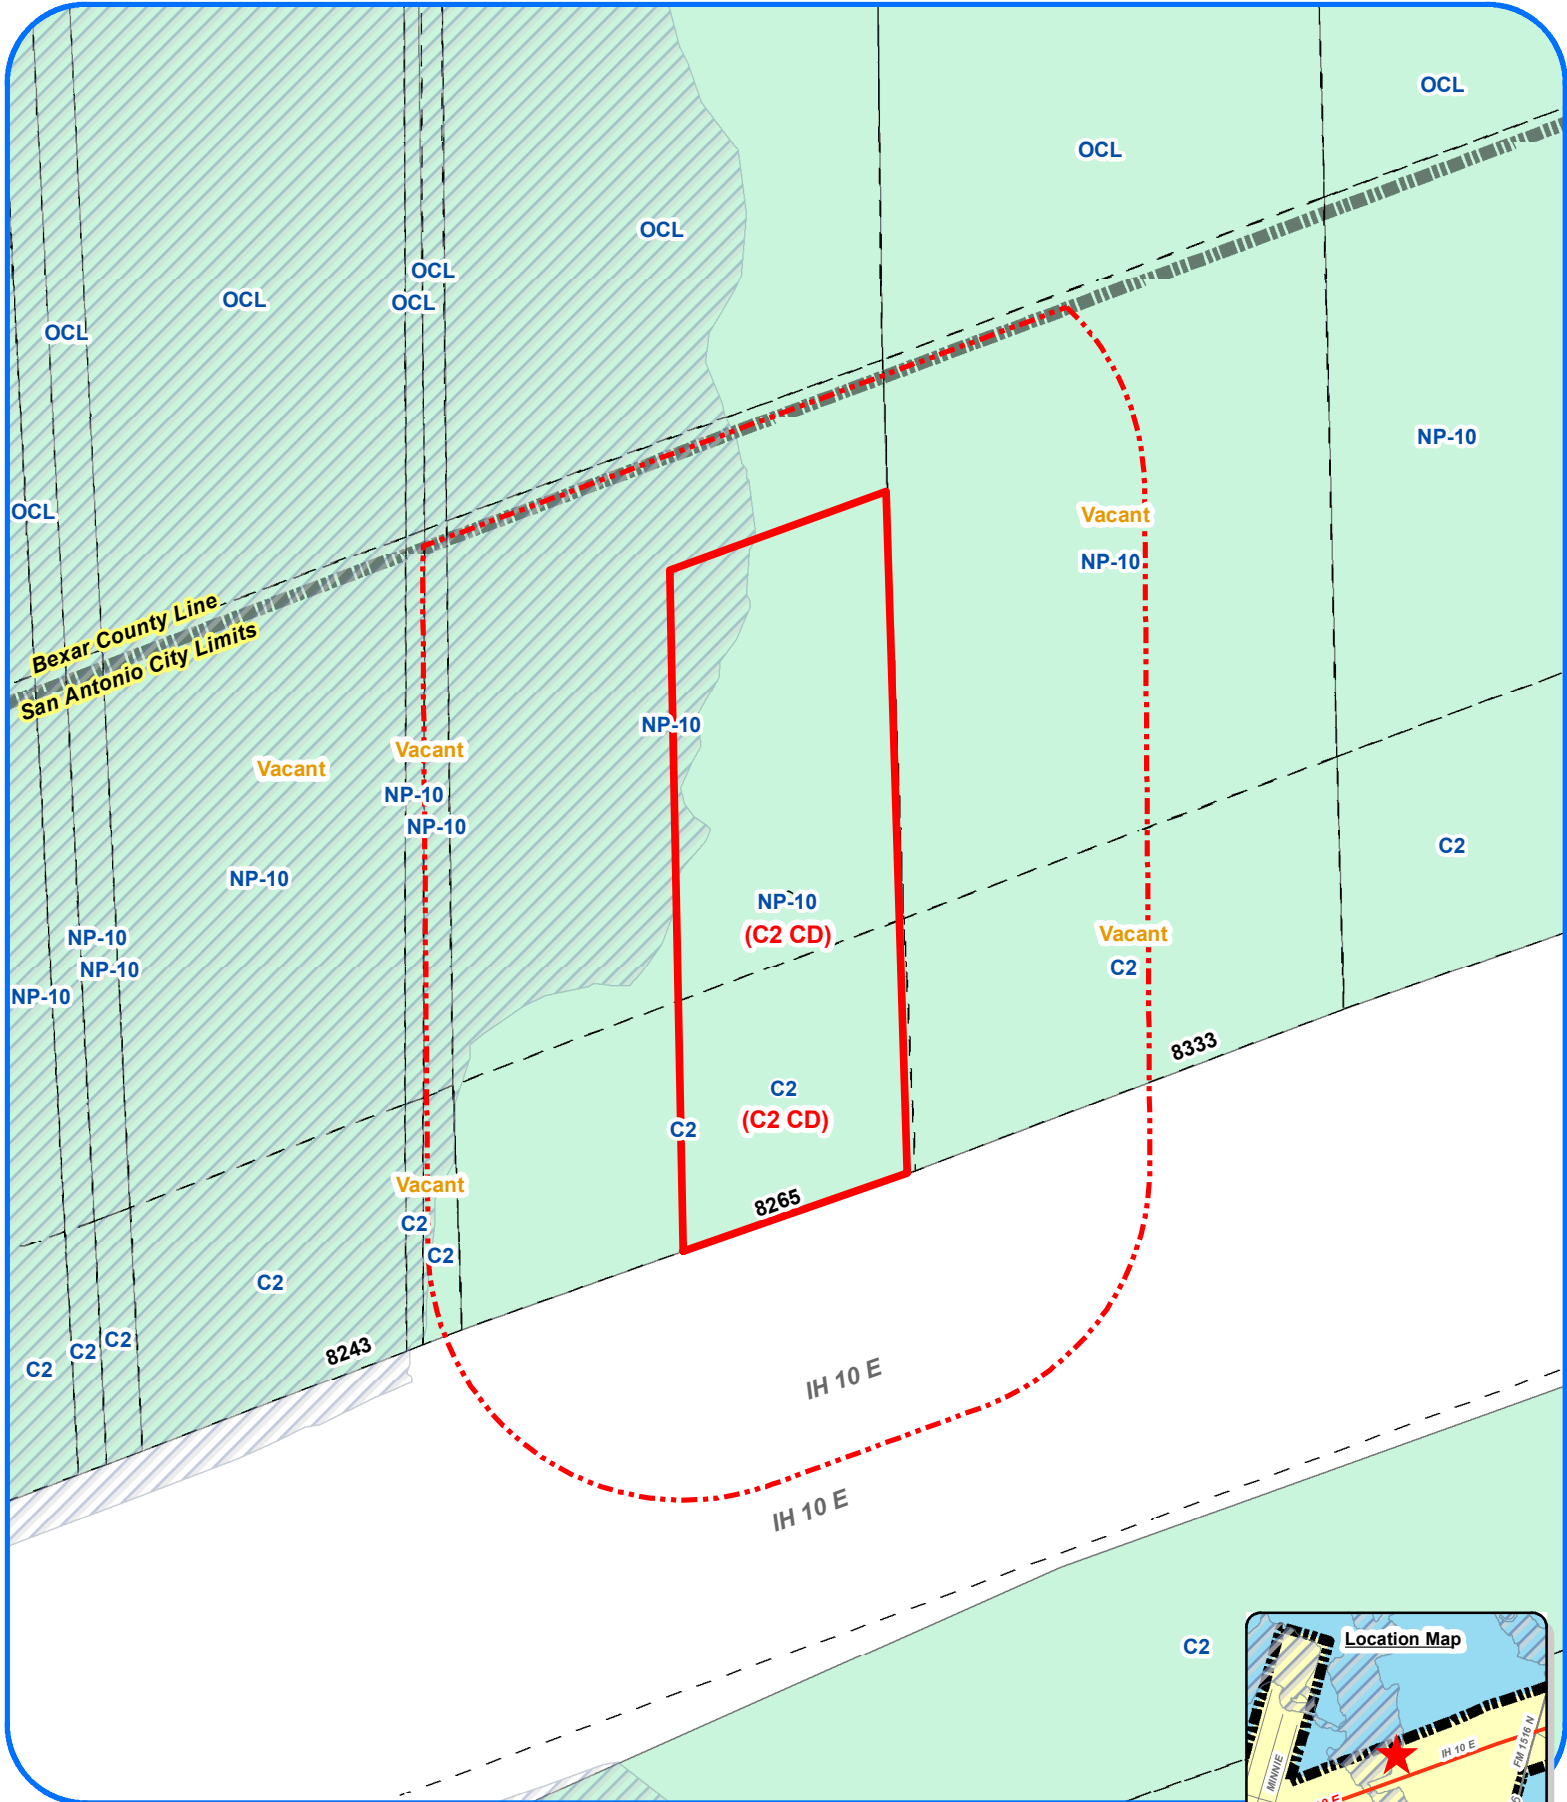 OCL
OCL
OCL
OCL
OCL
OCL
OCL
NP-10
OCL
Vacant
NP-10
Bexar County Line
San Antonio City Limits
NP-10
Vacant
Vacant
NP-10
NP-10
C2
NP-10
NP-10
(C2 CD)
Vacant
NP-10
C2
NP-10
NP-10
8333
C2
(C2 CD)
C2
Vacant
8265
C2
C2
C2
C2
C2
C2
8243
IH 10 E
IH 10 E
C2
Location Map
MINNIE
IH 10 E
FM 1516 N